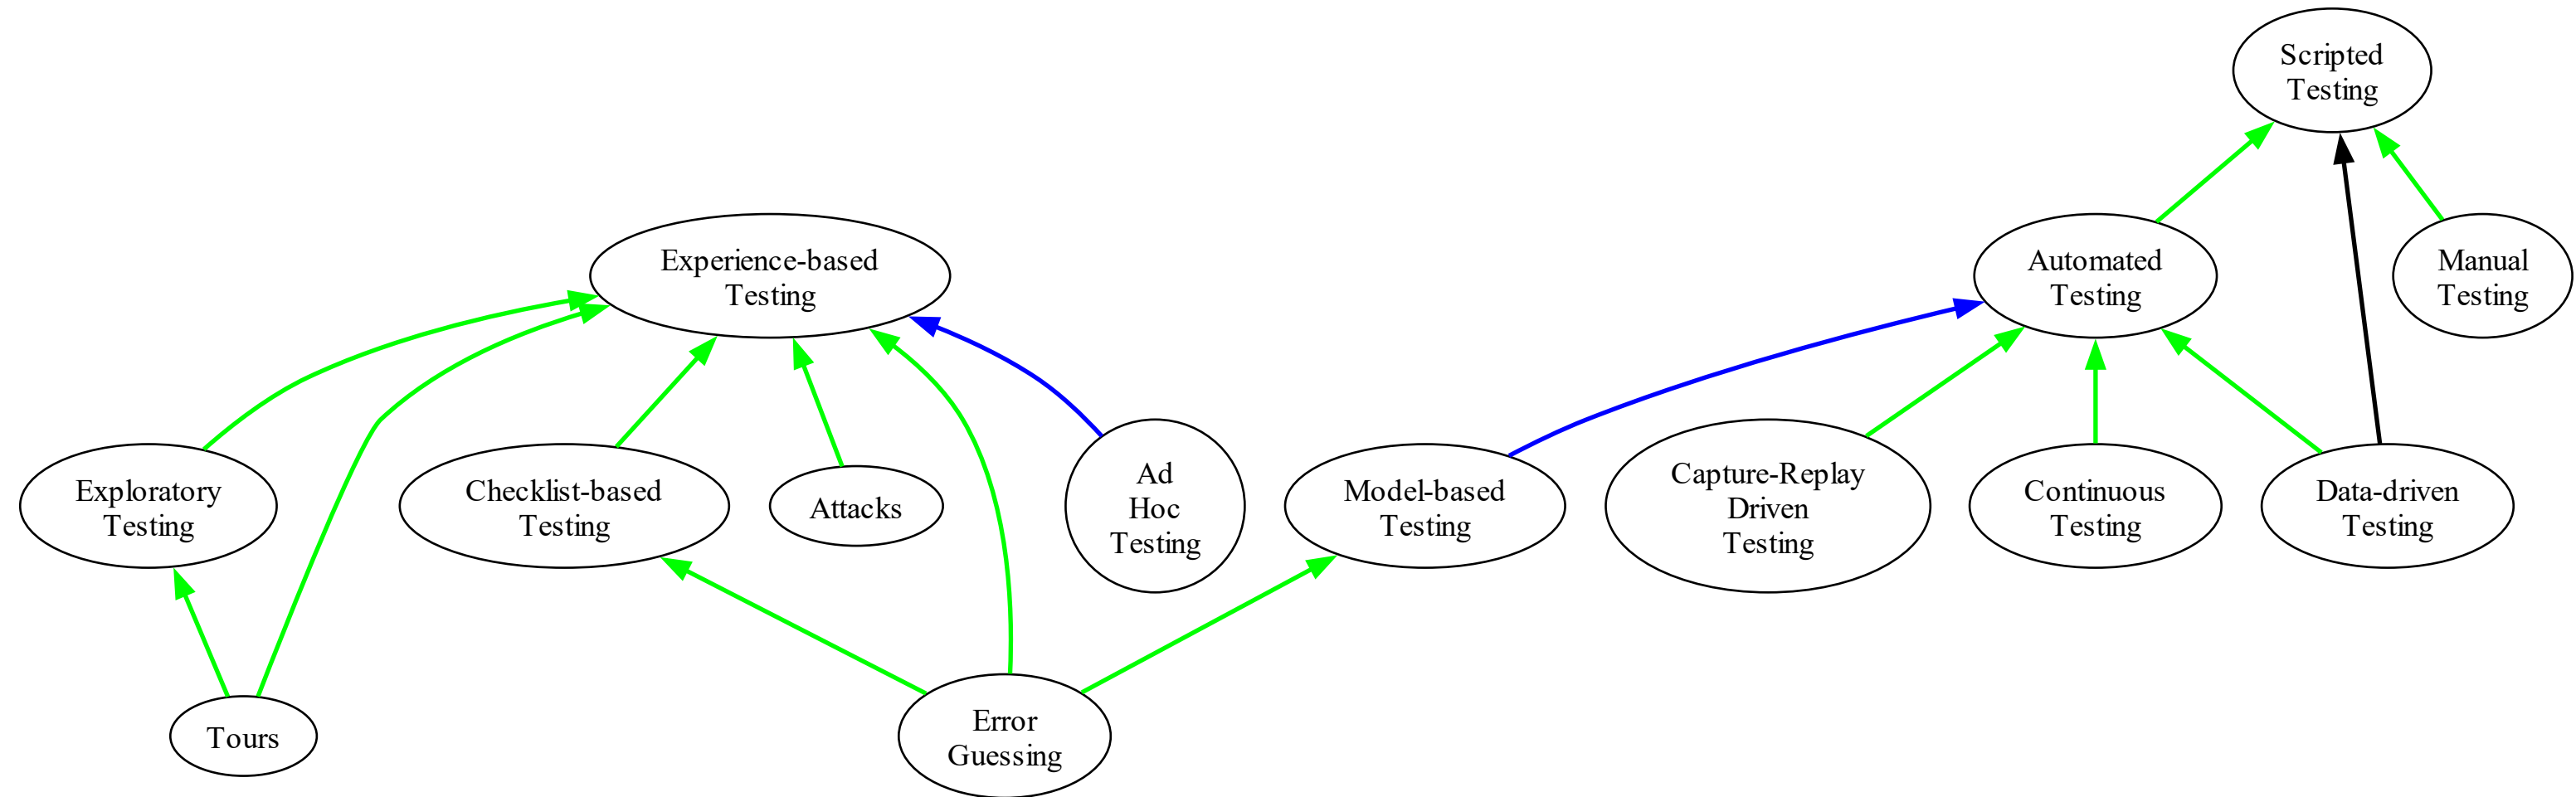 Scripted
Testing
Experience-based
Testing
Automated
Testing
Manual
Testing
Exploratory
Testing
Checklist-based
Testing
Attacks
Ad
Hoc
Testing
Model-based
Testing
Capture-Replay
Driven
Testing
Continuous
Testing
Data-driven
Testing
Tours
Error
Guessing